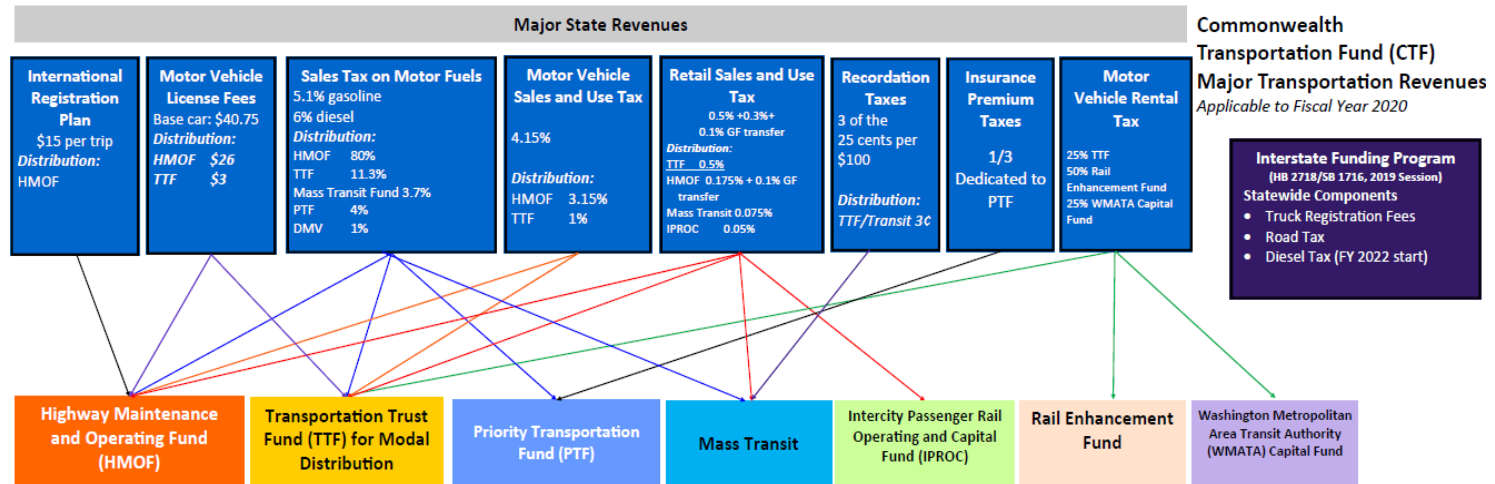 Major State Revenues
Commonwealth
Transportation Fund (CTF)
Major Transportation Revenues
Applicable to Fiscal Year 2020
International
Registration
Plan
$15 per trip
Distribution:
HMOF
Motor Vehicle
License Fees
Base car: $40.75
Distribution:
HMOF $26
TTF $3
Sales Tax on Motor Fuels
5.1% gasoline
6% diesel
Distribution:
HMOF 80%
TTF 11.3%
Mass Transit Fund 3.7%
PTF 4%
DMV 1%
Motor Vehicle
Sales and Use Tax
4.15%
Distribution:
HMOF 3.15%
TTF 1%
Retail Sales and Use
Tax
0.5% +0.3%+
0.1% GF transfer
Distribution:
TTF 0.5%
HMOF 0.175% + 0.1% GF
transfer
Mass Transit 0.075%
IPROC 0.05%
Recordation
Taxes
3 of the
25 cents per
$100
Distribution:
TTF/Transit 3¢
Insurance
Premium
Taxes
1/3
Dedicated to
PTF
Motor
Vehicle Rental
Tax
25% TTF
50% Rail
Enhancement Fund
25% WMATA Capital
Fund
Interstate Funding Program
(HB 2718/SB 1716, 2019 Session)
Statewide Components
• Truck Registration Fees
• Road Tax
• Diesel Tax (FY 2022 start)
Highway Maintenance
and Operating Fund
(HMOF)
Transportation Trust
Fund (TTF) for Modal
Distribution
Priority Transportation
Fund (PTF)
Mass Transit
Intercity Passenger Rail
Operating and Capital
Fund (IPROC)
Rail Enhancement
Fund
Washington Metropolitan
Area Transit Authority
(WMATA) Capital Fund